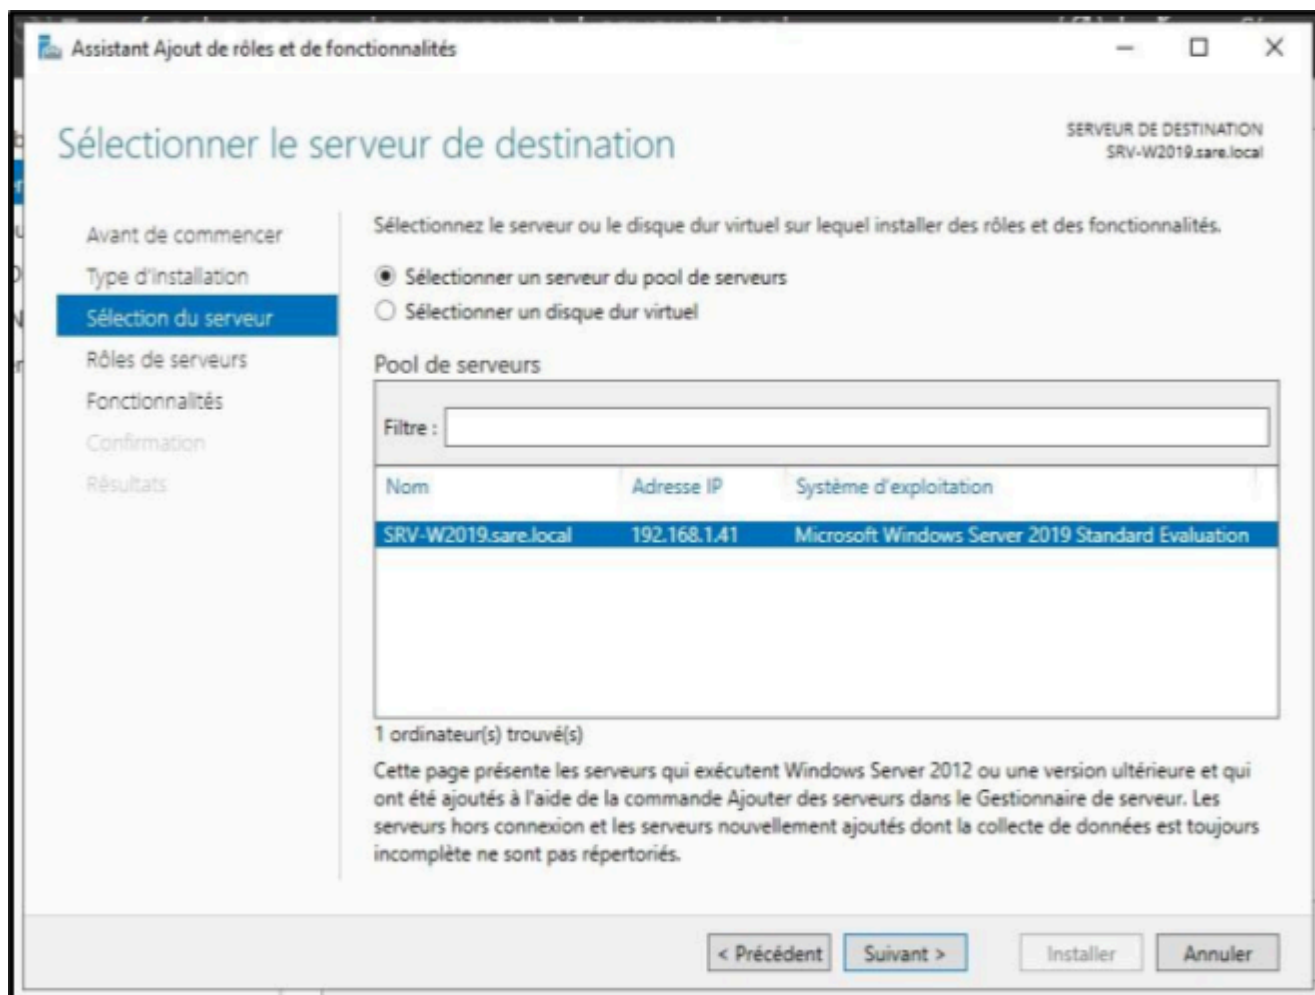 Assistant Ajout de rôles et de fonctionnalités
Sélectionner le serveur de destination
SERVEUR DE DESTINATION
SRV-W2019.sare.local
Avant de commencer
Type d'installation
Sélection du serveur
Rôles de serveurs
Fonctionnalités
Confirmation
Résultats
Sélectionnez le serveur ou le disque dur virtuel sur lequel installer des rôles et des fonctionnalités.
Sélectionner un serveur du pool de serveurs
Sélectionner un disque dur virtuel
Pool de serveurs
Filtre :
Nom Adresse IP Système d'exploitation
SRV-W2019.sare.local 192.168.1.41 Microsoft Windows Server 2019 Standard Evaluation
1 ordinateur(s) trouvé(s)
Cette page présente les serveurs qui exécutent Windows Server 2012 ou une version ultérieure et qui
ont été ajoutés à l'aide de la commande Ajouter des serveurs dans le Gestionnaire de serveur. Les
serveurs hors connexion et les serveurs nouvellement ajoutés dont la collecte de données est toujours
incomplète ne sont pas répertoriés.
< Précédent Suivant > Installer Annuler